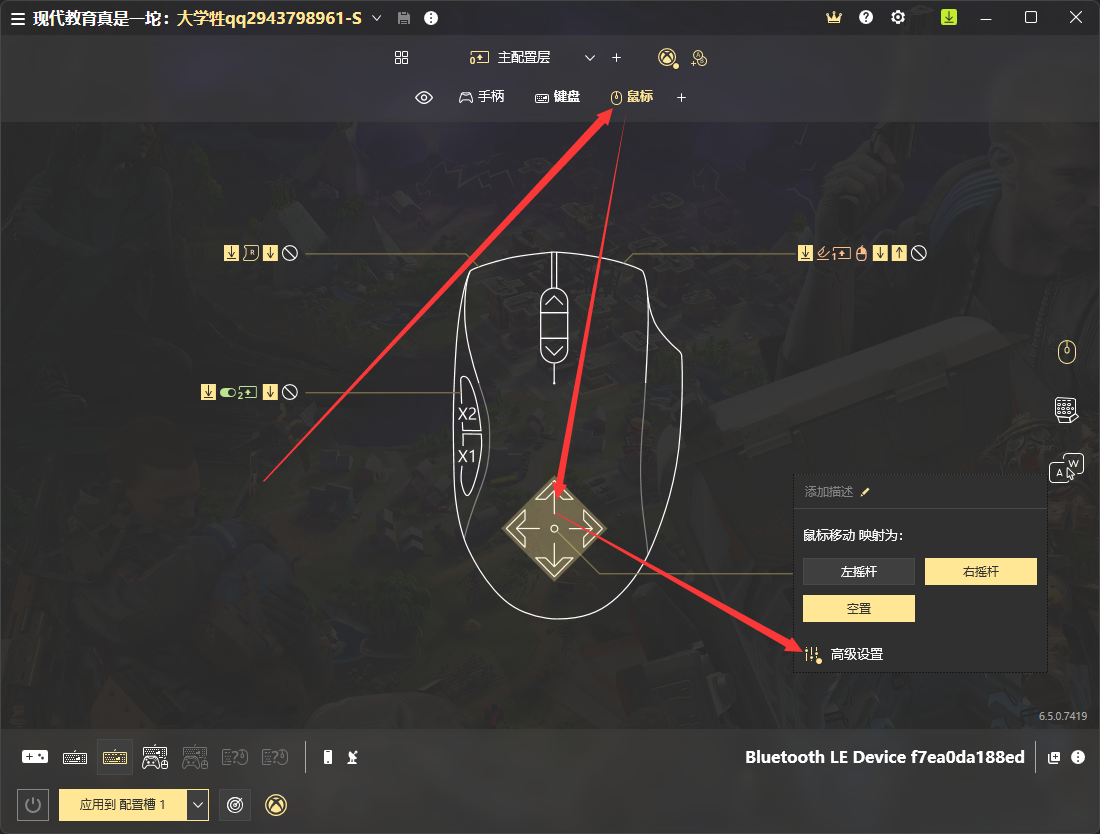 现代教育真是一坨：大学牲qq2943798961-S
主配置层
手柄 键盘 鼠标
R
1
2
X2
X1
W
A
添加描述
鼠标移动 映射为：
左摇杆 右摇杆
空置
高级设置
6.5.0.7419
Bluetooth LE Device f7ea0da188ed
应用到 配置槽 1